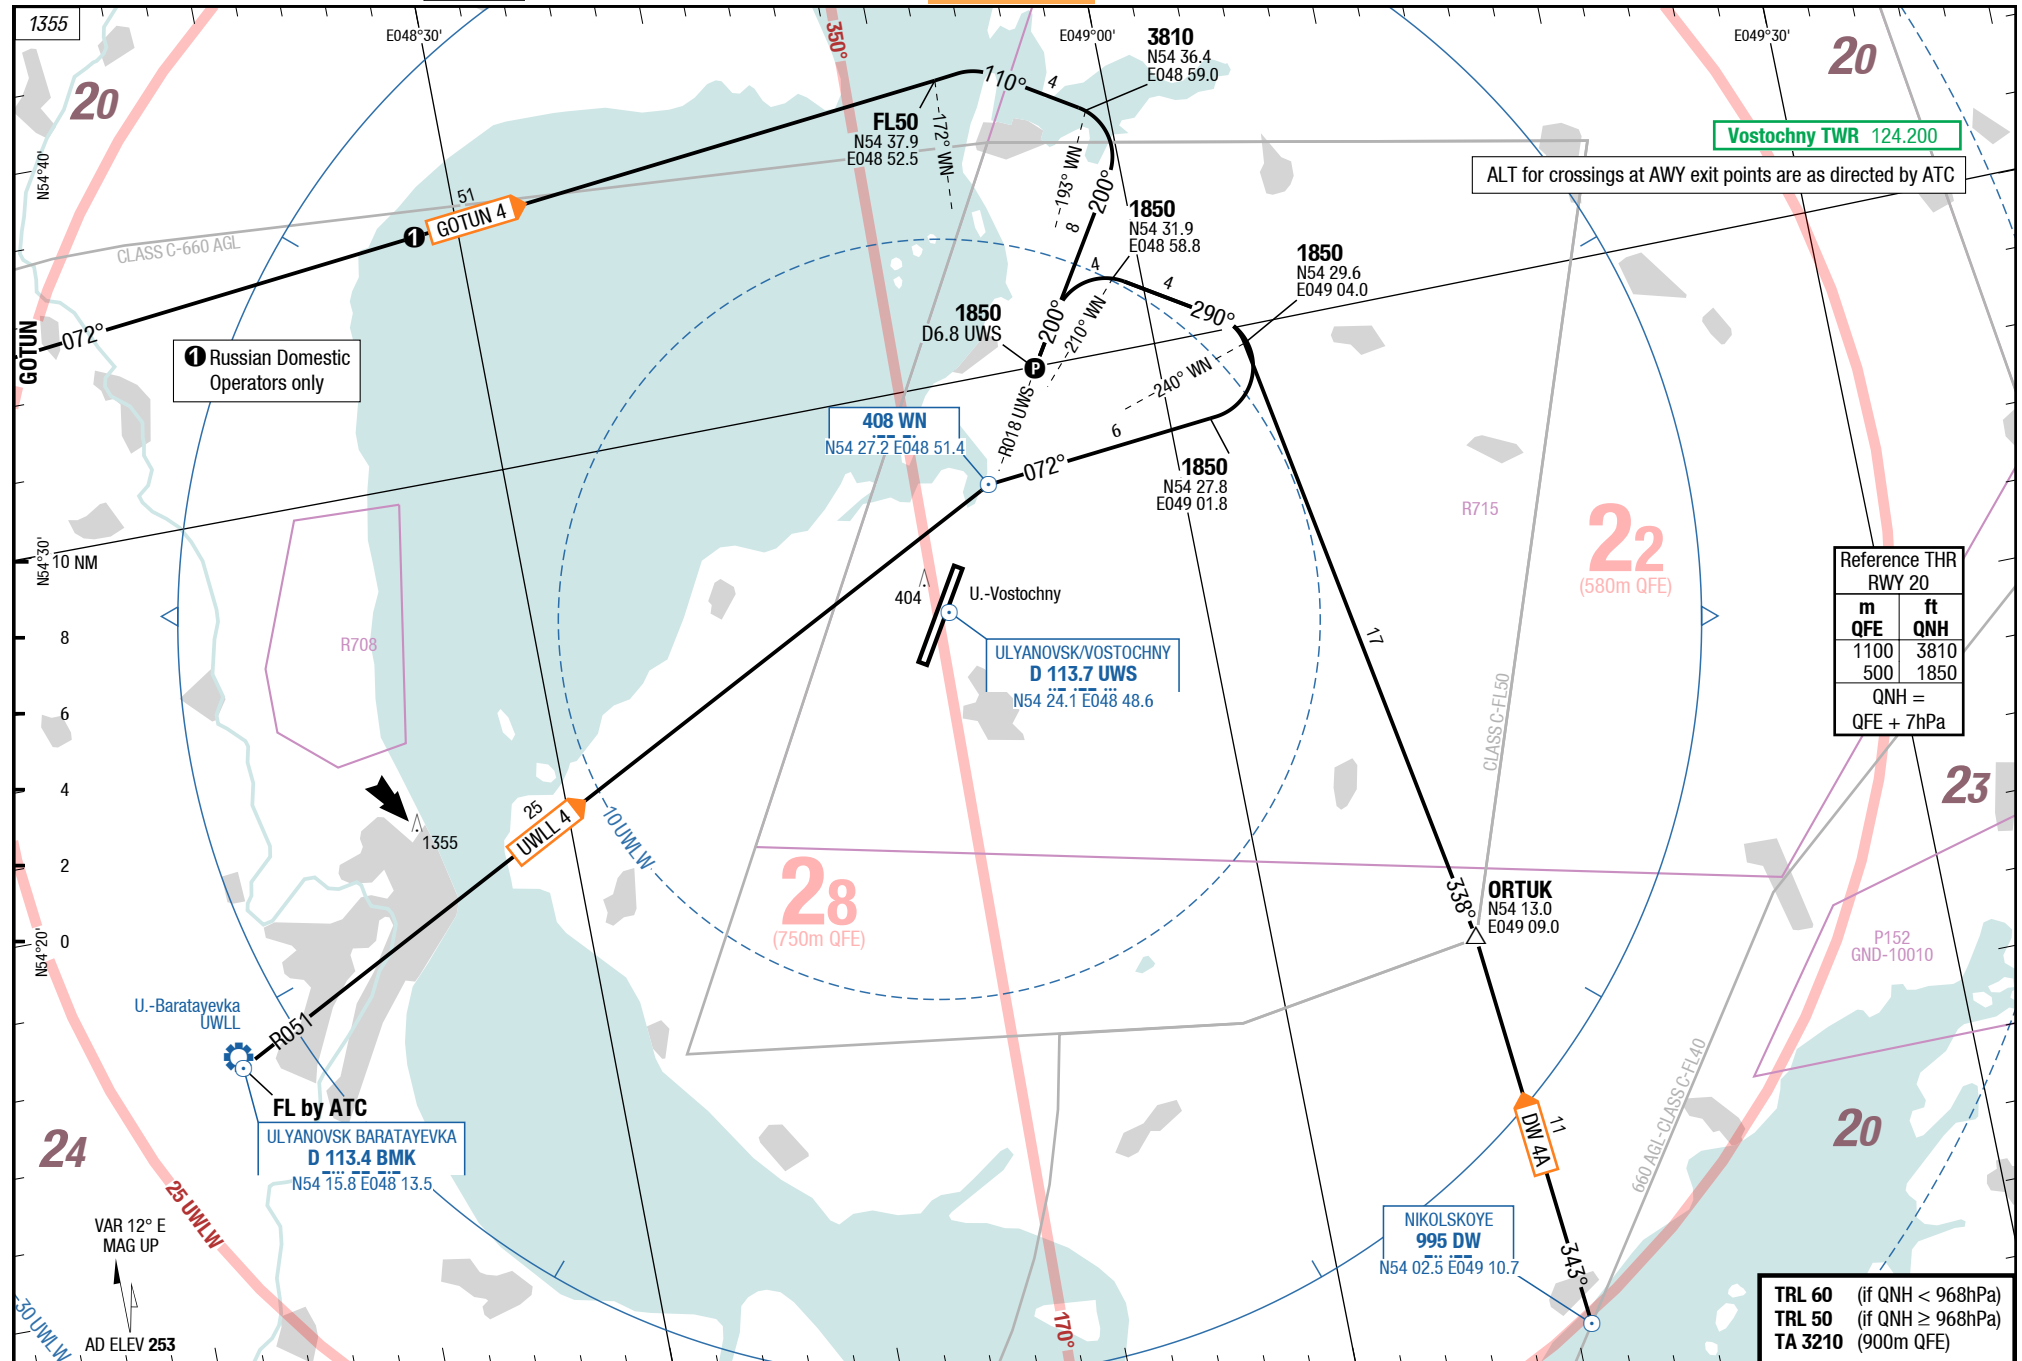 1355
E048°30'
E049°00'
E049°30'
350°
20
20
3810
N54 36.4
E048 59.0
110°
4
FL50
N54 37.9
E048 52.5
172° WN
193° WN
200°
8
Vostochny TWR 124.200
ALT for crossings at AWY exit points are as directed by ATC
N54°40'
51
GOTUN 4
1
CLASS C-660 AGL
1850
N54 31.9
E048 58.8
4
4
290°
1850
N54 29.6
E049 04.0
GOTUN
072°
1850
D6.8 UWS
200°
210° WN
P
240° WN
1 Russian Domestic
Operators only
408 WN
N54 27.2 E048 51.4
R018 UWS
072°
6
1850
N54 27.8
E049 01.8
R715
22
(580m QFE)
N54°30'
10 NM
8
6
4
2
0
404
U.-Vostochny
ULYANOVSK/VOSTOCHNY
D 113.7 UWS
N54 24.1 E048 48.6
R708
17
CLASS C-FL50
Reference THR
RWY 20
m ft
QFE QNH
1100 3810
500 1850
QNH =
QFE + 7hPa
23
1355
25
UWLL 4
10 UWLW
28
(750m QFE)
338°
ORTUK
N54 13.0
E049 09.0
P152
GND-10010
N54°20'
U.-Baratayevka
UWLL
R051
FL by ATC
ULYANOVSK BARATAYEVKA
D 113.4 BMK
N54 15.8 E048 13.5
24
25 UWLW
11
DW 4A
660 AGL-CLASS C-FL40
20
NIKOLSKOYE
995 DW
N54 02.5 E049 10.7
343°
VAR 12° E
MAG UP
AD ELEV 253
30 UWLW
170°
TRL 60 (if QNH < 968hPa)
TRL 50 (if QNH ≥ 968hPa)
TA 3210 (900m QFE)